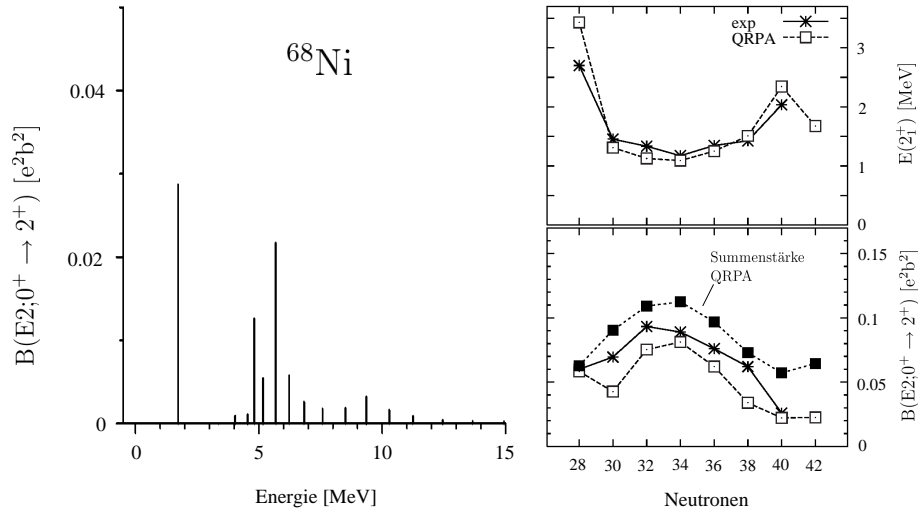 ⁶⁸Ni
0.04
0.02
0
B(E2;0⁺ → 2⁺) [e²b²]
0 5 10 15
Energie [MeV]
exp
QRPA
3
2
1
0
E(2₁⁺) [MeV]
Summenstärke
QRPA
0.15
0.1
0.05
0
B(E2;0⁺ → 2⁺) [e²b²]
28 30 32 34 36 38 40 42
Neutronen